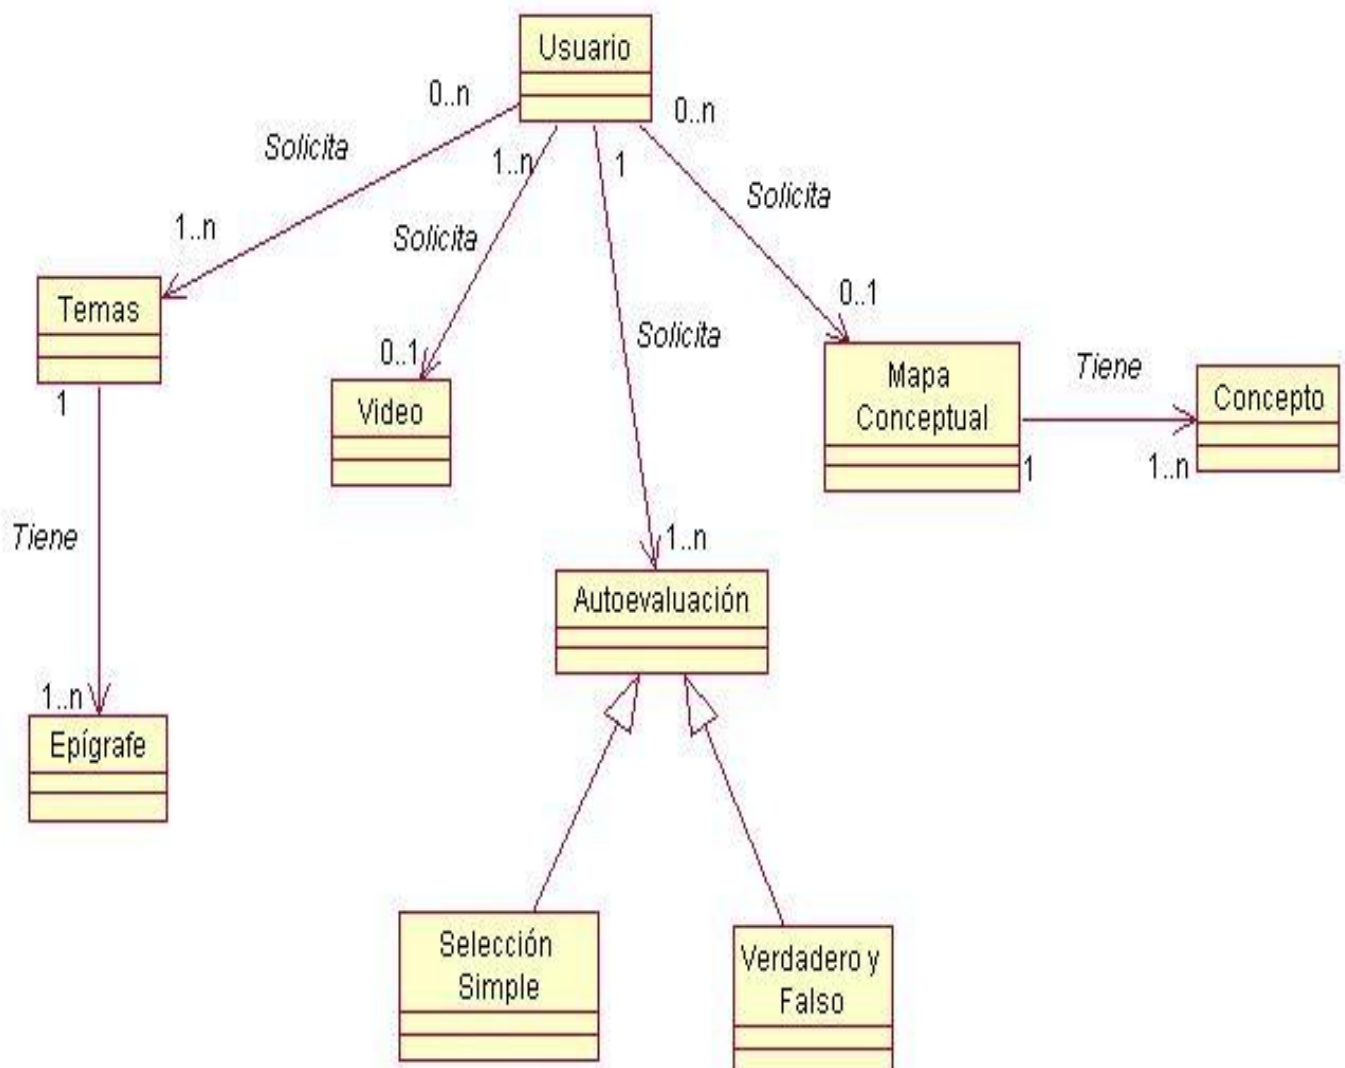 Usuario
0..n
0..n
Solicita
1..n
1
Solicita
1..n
Solicita
Temas
0..1
Solicita
0..1
Mapa
Conceptual
Tiene
Concepto
1
Video
1
1..n
Tiene
1..n
Autoevaluación
1..n
Epígrafe
Selección
Simple
Verdadero y
Falso